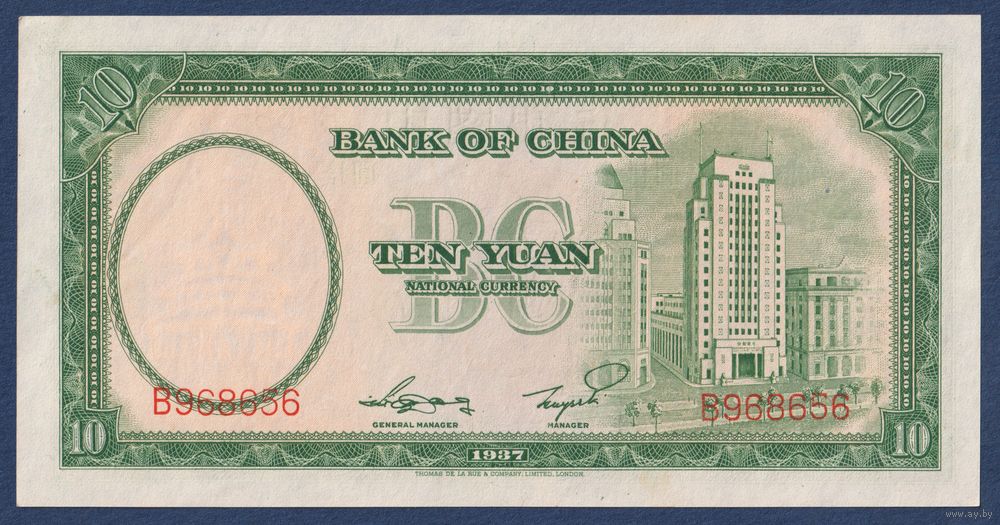 10 10
BANK OF CHINA
BC
TEN YUAN
NATIONAL CURRENCY
B968656 B968656
GENERAL MANAGER MANAGER
10 10
1937
THOMAS DE LA RUE & COMPANY, LIMITED, LONDON.
www.ay.by